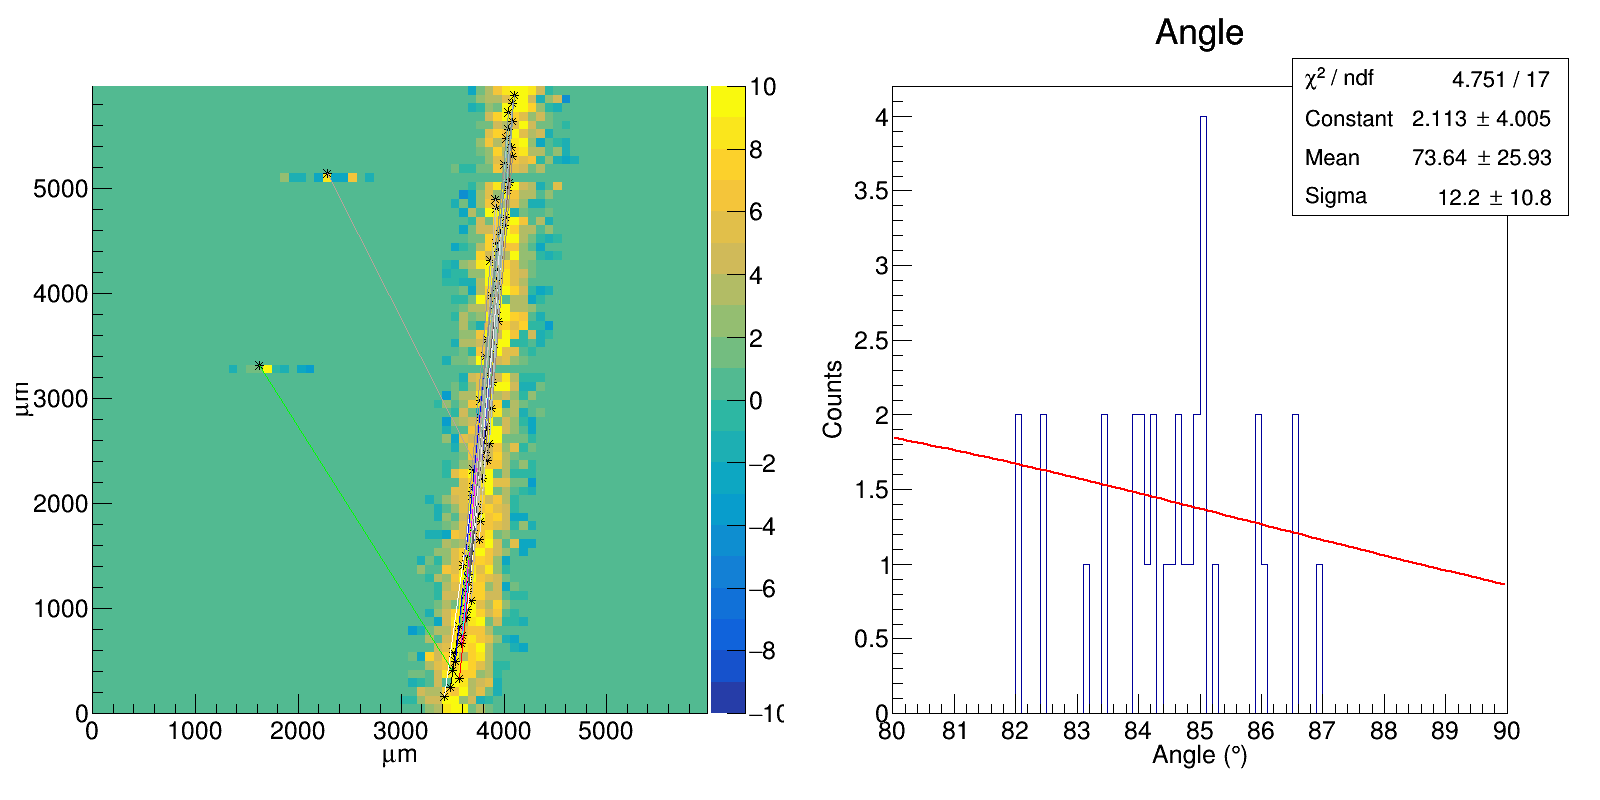 Angle
χ² / ndf 4.751 / 17
Constant 2.113 ± 4.005
Mean 73.64 ± 25.93
Sigma 12.2 ± 10.8
μm
5000
4000
3000
2000
1000
0
0 1000 2000 3000 4000 5000
μm
10
8
6
4
2
0
−2
−4
−6
−8
−10
Counts
4
3.5
3
2.5
2
1.5
1
0.5
0
80 81 82 83 84 85 86 87 88 89 90
Angle (°)